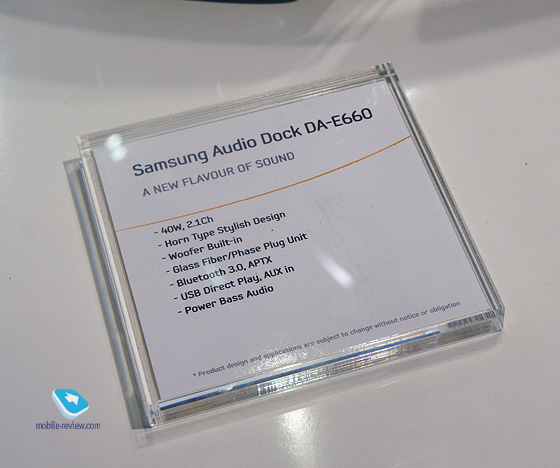 Samsung Audio Dock DA-E660
A NEW FLAVOUR OF SOUND
- 40W, 2.1Ch
- Horn Type Stylish Design
- Woofer Built-in
- Glass Fiber/Phase Plug Unit
- Bluetooth 3.0, APTX
- USB Direct Play, AUX in
- Power Bass Audio
* Product design and applications are subject to change without notice or obligation
mobile-review.com